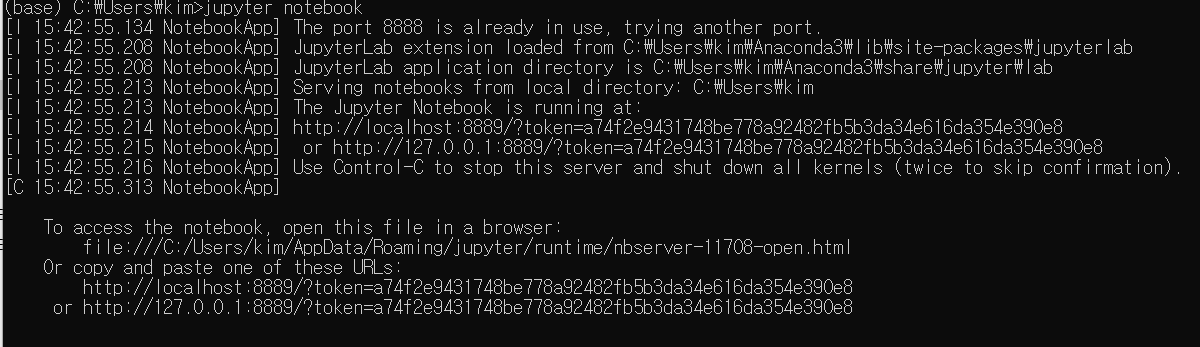 (base) C:₩Users₩kim>jupyter notebook
[I 15:42:55.134 NotebookApp] The port 8888 is already in use, trying another port.
[I 15:42:55.208 NotebookApp] JupyterLab extension loaded from C:₩Users₩kim₩Anaconda3₩lib₩site-packages₩jupyterlab
[I 15:42:55.208 NotebookApp] JupyterLab application directory is C:₩Users₩kim₩Anaconda3₩share₩jupyter₩lab
[I 15:42:55.213 NotebookApp] Serving notebooks from local directory: C:₩Users₩kim
[I 15:42:55.213 NotebookApp] The Jupyter Notebook is running at:
[I 15:42:55.214 NotebookApp] http://localhost:8889/?token=a74f2e9431748be778a92482fb5b3da34e616da354e390e8
[I 15:42:55.215 NotebookApp]  or http://127.0.0.1:8889/?token=a74f2e9431748be778a92482fb5b3da34e616da354e390e8
[I 15:42:55.216 NotebookApp] Use Control-C to stop this server and shut down all kernels (twice to skip confirmation).
[C 15:42:55.313 NotebookApp]
To access the notebook, open this file in a browser:
file:///C:/Users/kim/AppData/Roaming/jupyter/runtime/nbserver-11708-open.html
Or copy and paste one of these URLs:
http://localhost:8889/?token=a74f2e9431748be778a92482fb5b3da34e616da354e390e8
or http://127.0.0.1:8889/?token=a74f2e9431748be778a92482fb5b3da34e616da354e390e8